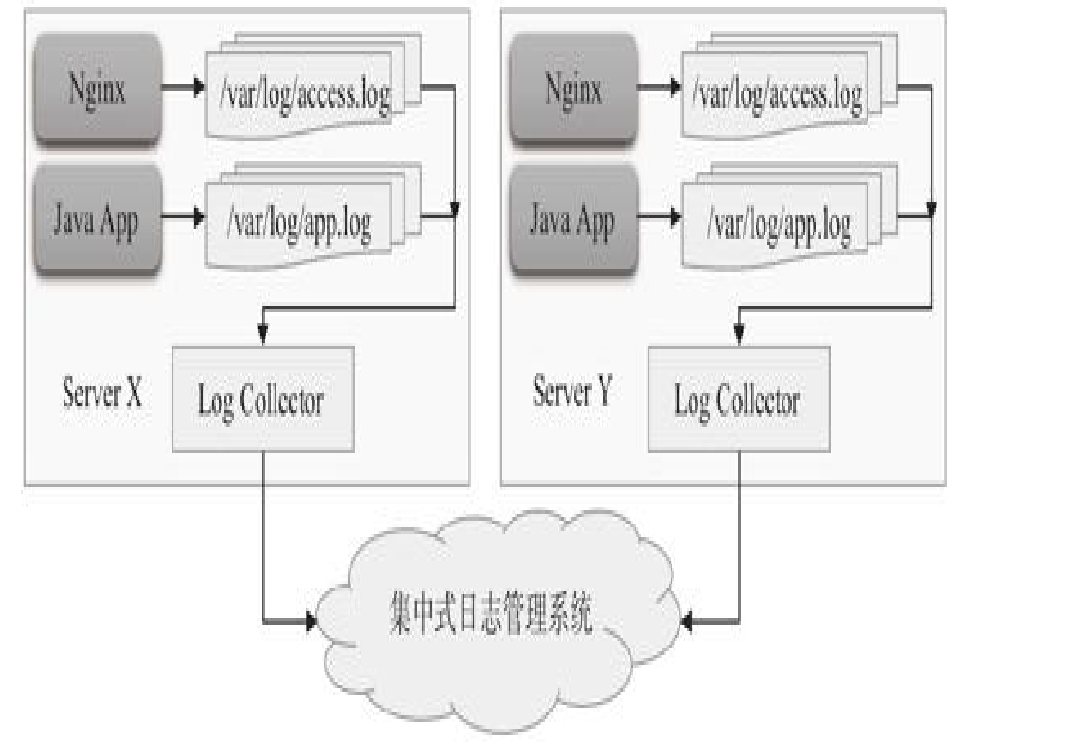 Nginx
/var/log/access.log
Java App
/var/log/app.log
Server X
Log Collector
Nginx
/var/log/access.log
Java App
/var/log/app.log
Server Y
Log Collector
集中式日志管理系统